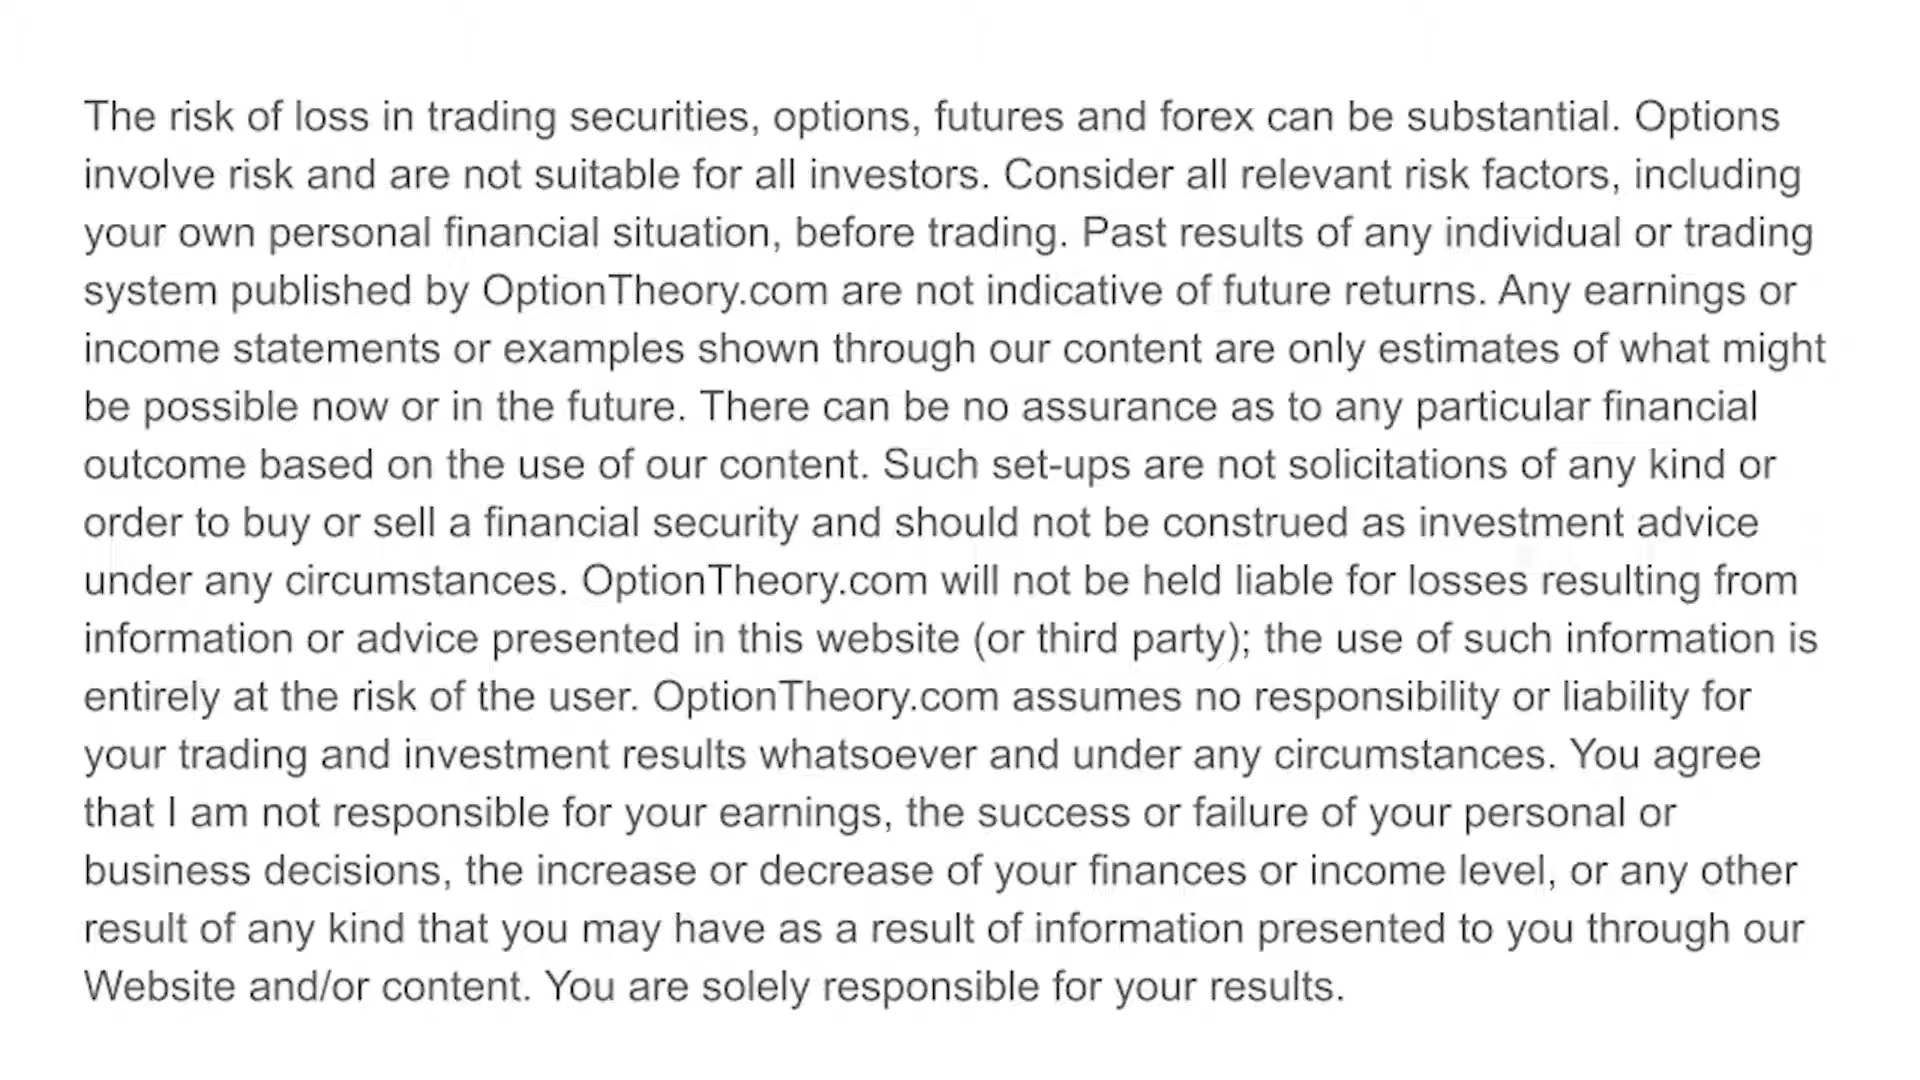 The risk of loss in trading securities, options, futures and forex can be substantial. Options
involve risk and are not suitable for all investors. Consider all relevant risk factors, including
your own personal financial situation, before trading. Past results of any individual or trading
system published by OptionTheory.com are not indicative of future returns. Any earnings or
income statements or examples shown through our content are only estimates of what might
be possible now or in the future. There can be no assurance as to any particular financial
outcome based on the use of our content. Such set-ups are not solicitations of any kind or
order to buy or sell a financial security and should not be construed as investment advice
under any circumstances. OptionTheory.com will not be held liable for losses resulting from
information or advice presented in this website (or third party); the use of such information is
entirely at the risk of the user. OptionTheory.com assumes no responsibility or liability for
your trading and investment results whatsoever and under any circumstances. You agree
that I am not responsible for your earnings, the success or failure of your personal or
business decisions, the increase or decrease of your finances or income level, or any other
result of any kind that you may have as a result of information presented to you through our
Website and/or content. You are solely responsible for your results.